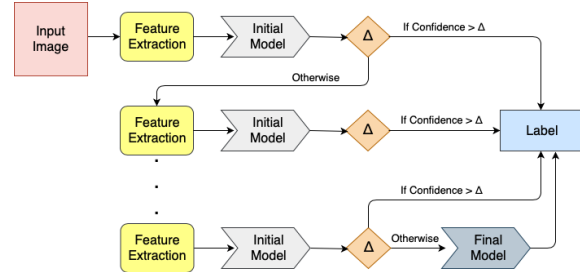 Input
Image
Feature
Extraction
Initial
Model
Δ
If Confidence > Δ
Otherwise
Feature
Extraction
Initial
Model
Δ
If Confidence > Δ
Label
.
.
.
If Confidence > Δ
Feature
Extraction
Initial
Model
Δ
Otherwise
Final
Model